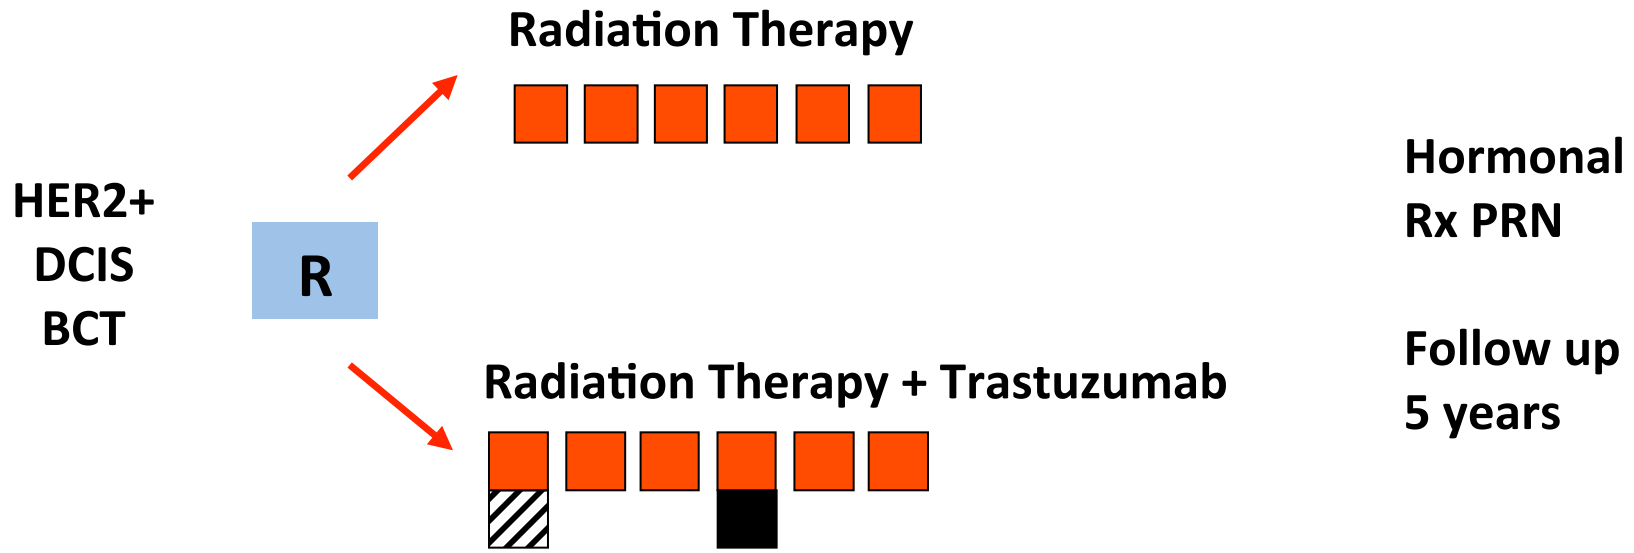 HER2+
DCIS
BCT
R
Radiation Therapy
Radiation Therapy + Trastuzumab
Hormonal
Rx PRN
Follow up
5 years